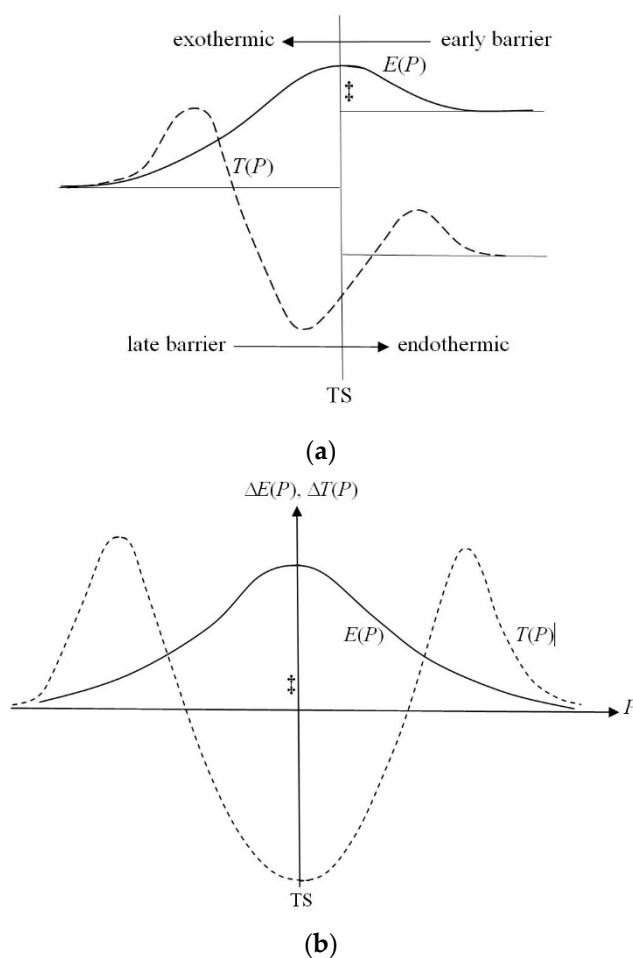 exothermic early barrier
E(P)
‡
T(P)
late barrier endothermic
TS
(a)
ΔE(P), ΔT(P)
E(P) T(P)
‡
P
TS
(b)